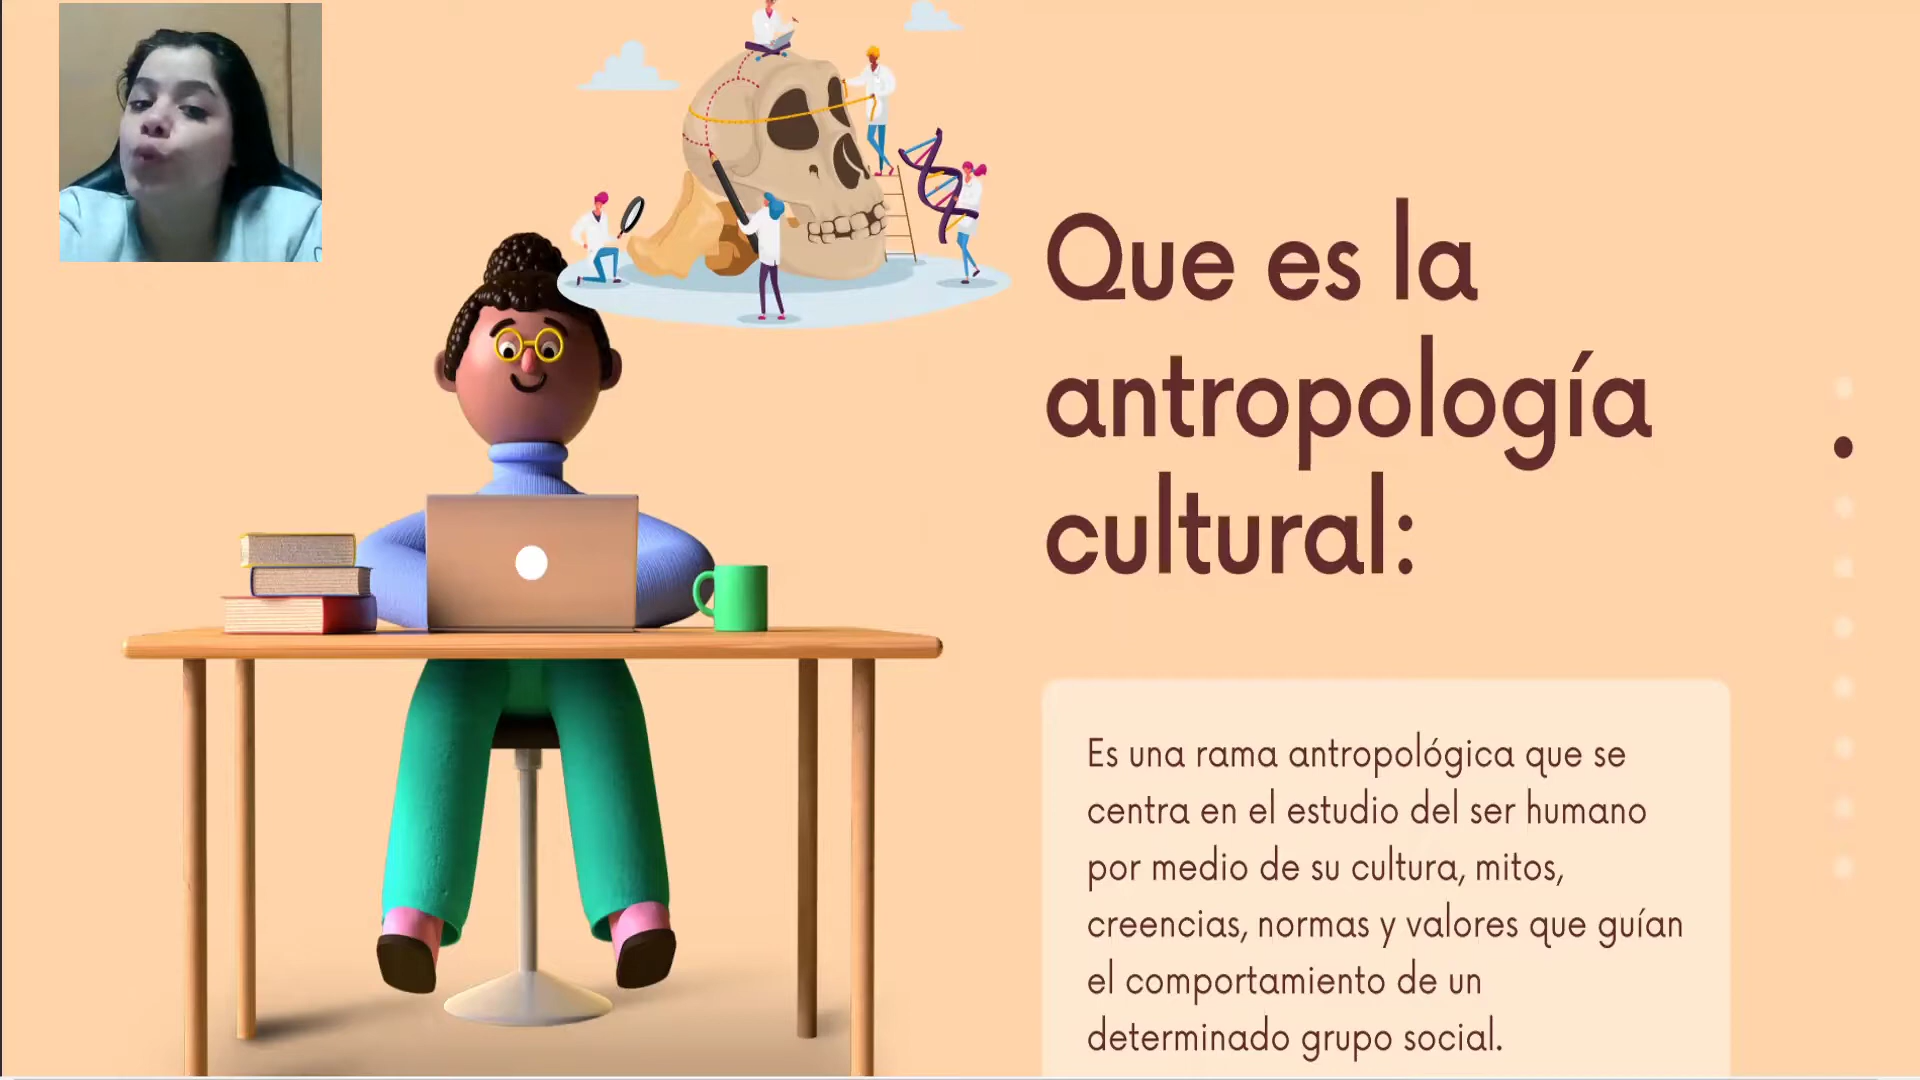 Que es la
antropología
cultural:
Es una rama antropológica que se
centra en el estudio del ser humano
por medio de su cultura, mitos,
creencias, normas y valores que guían
el comportamiento de un
determinado grupo social.